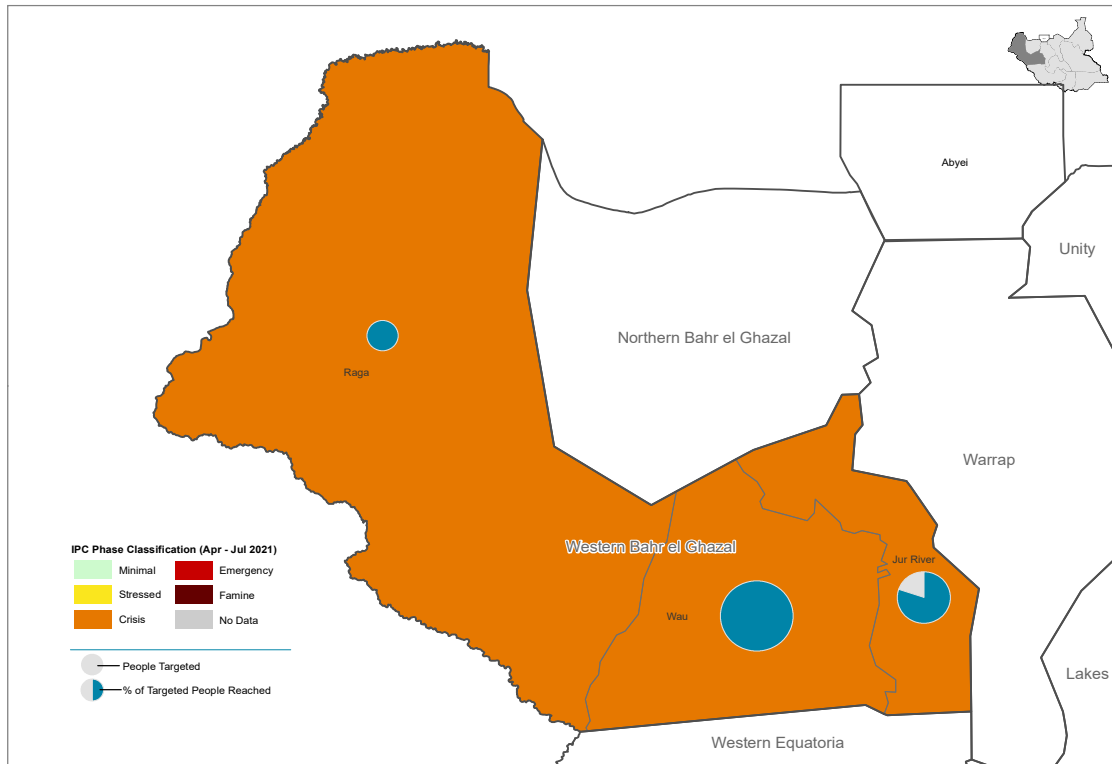 Abyei
Unity
Northern Bahr el Ghazal
Raga
Warrap
Western Bahr el Ghazal
Jur River
Wau
Lakes
Western Equatoria
IPC Phase Classification (Apr - Jul 2021)
Minimal
Emergency
Stressed
Famine
Crisis
No Data
People Targeted
% of Targeted People Reached